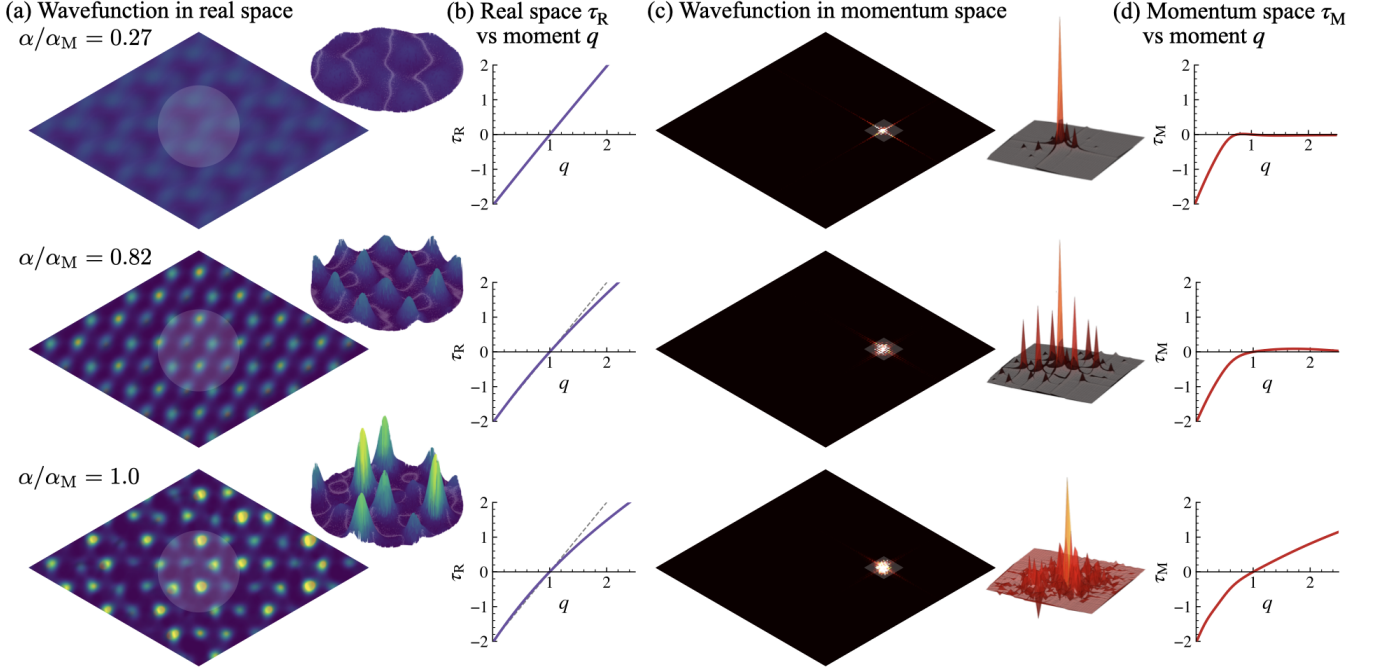 (a) Wavefunction in real space
(b) Real space τR
vs moment q
(c) Wavefunction in momentum space
(d) Momentum space τM
vs moment q
α/αM = 0.27
2
1
0
−1
−2
τR
1
2
q
2
1
0
−1
−2
τM
1
2
q
α/αM = 0.82
2
1
0
−1
−2
τR
1
2
q
2
1
0
−1
−2
τM
1
2
q
α/αM = 1.0
2
1
0
−1
−2
τR
1
2
q
2
1
0
−1
−2
τM
1
2
q